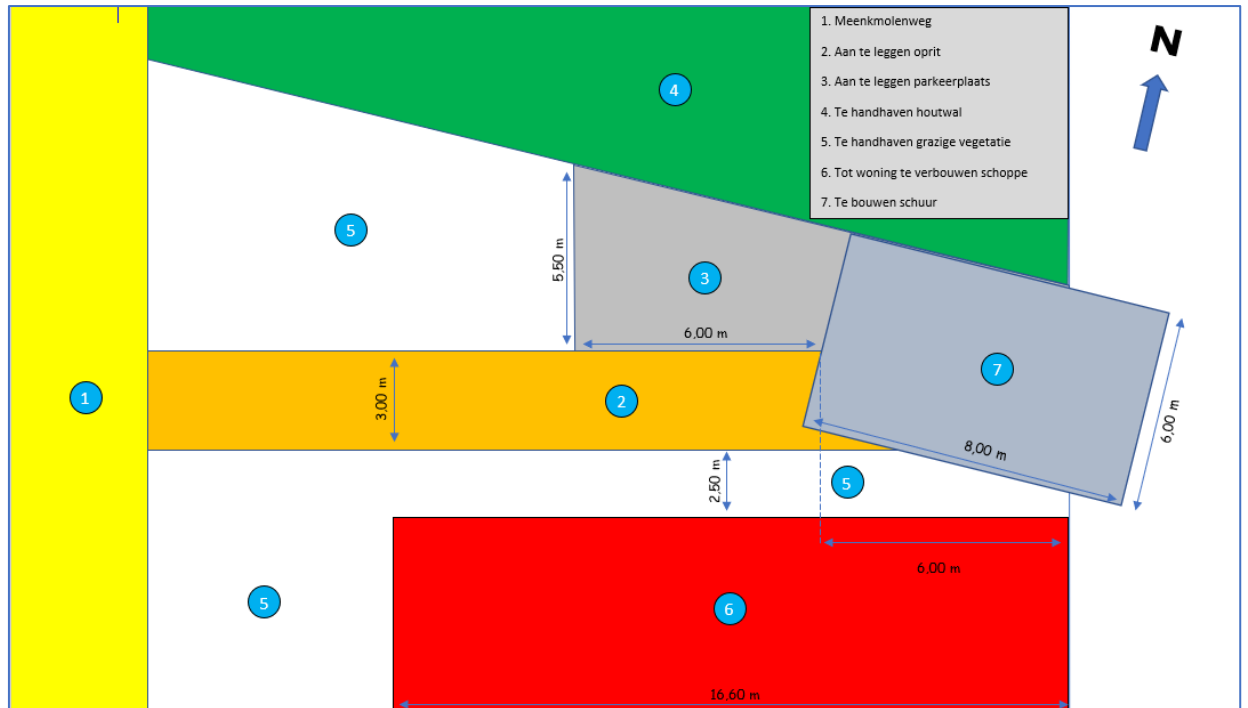 1. Meenkmolenweg
2. Aan te leggen oprit
3. Aan te leggen parkeerplaats
4. Te handhaven houtwal
5. Te handhaven grazige vegetatie
6. Tot woning te verbouwen schoppe
7. Te bouwen schuur
N
4
5
5,50 m
3
6,00 m
7
1
3,00 m
2
8,00 m
6,00 m
2,50 m
5
6,00 m
5
6
16,60 m